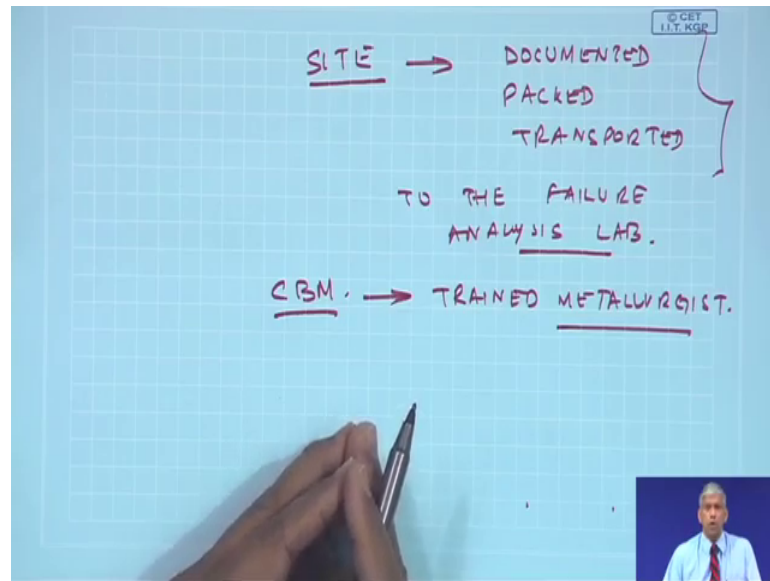 © CET
I.I.T. KGP
SITE → DOCUMENTED
PACKED
TRANSPORTED
TO THE FAILURE
ANALYSIS LAB.
CBM. → TRAINED METALLURGIST.